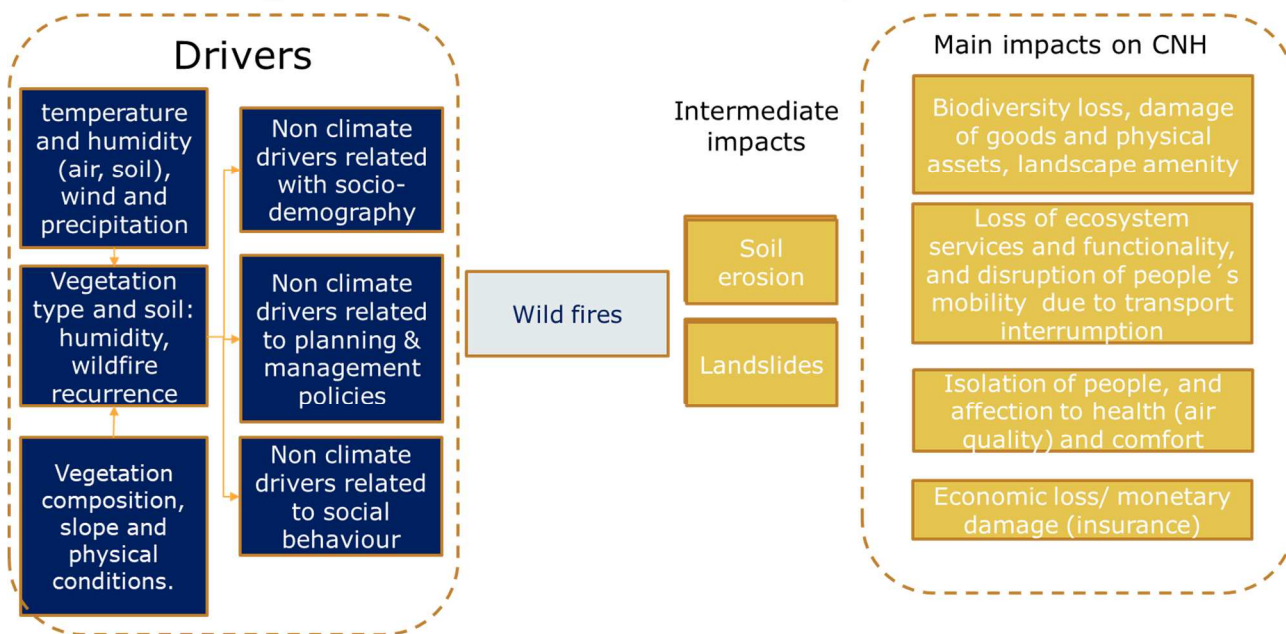 Drivers
temperature
and humidity
(air, soil),
wind and
precipitation
Vegetation
type and soil:
humidity,
wildfire
recurrence
Vegetation
composition,
slope and
physical
conditions.
Non climate
drivers related
with socio-
demography
Non climate
drivers related
to planning &
management
policies
Non climate
drivers related
to social
behaviour
Wild fires
Intermediate
impacts
Soil
erosion
Landslides
Main impacts on CNH
Biodiversity loss, damage
of goods and physical
assets, landscape amenity
Loss of ecosystem
services and functionality,
and disruption of people´s
mobility due to transport
interrumption
Isolation of people, and
affection to health (air
quality) and comfort
Economic loss/ monetary
damage (insurance)